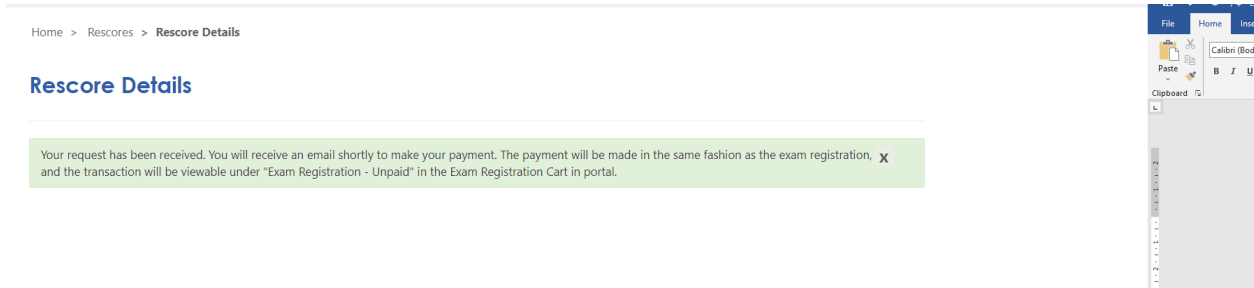 Home > Rescores > Rescore Details
Rescore Details
Your request has been received. You will receive an email shortly to make your payment. The payment will be made in the same fashion as the exam registration,
and the transaction will be viewable under "Exam Registration - Unpaid" in the Exam Registration Cart in portal.
X
File Home
Calibri (Bod
Paste
B I U
Clipboard